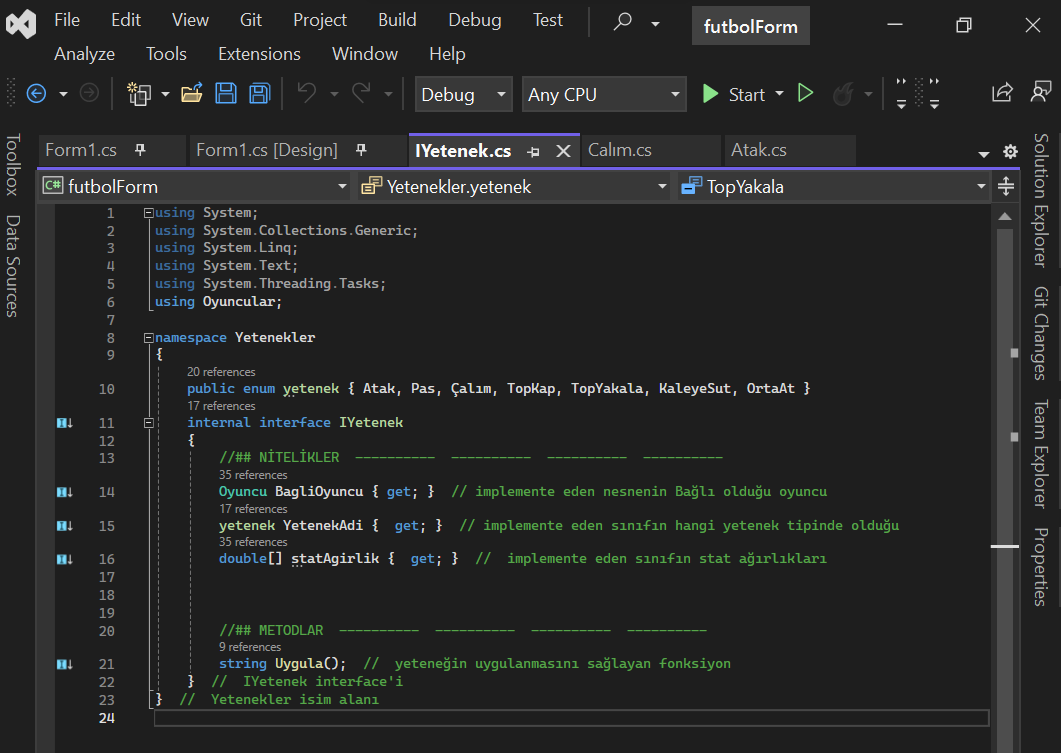 File Edit View Git Project Build Debug Test futbolForm
Analyze Tools Extensions Window Help
Debug Any CPU Start
Form1.cs Form1.cs [Design] IYetenek.cs Calım.cs Atak.cs
C# futbolForm Yetenekler.yetenek TopYakala
Toolbox
Data Sources
1 using System;
2 using System.Collections.Generic;
3 using System.Linq;
4 using System.Text;
5 using System.Threading.Tasks;
6 using Oyuncular;
7
8 namespace Yetenekler
9 {
20 references
10 public enum yetenek { Atak, Pas, Çalım, TopKap, TopYakala, KaleyeSut, OrtaAt }
17 references
11 internal interface IYetenek
12 {
13 //## NİTELİKLER ---------- ---------- ---------- ----------
35 references
14 Oyuncu BagliOyuncu { get; } // implemente eden nesnenin Bağlı olduğu oyuncu
17 references
15 yetenek YetenekAdi { get; } // implemente eden sınıfın hangi yetenek tipinde olduğu
35 references
16 double[] statAgirlik { get; } // implemente eden sınıfın stat ağırlıkları
17
18
19
20 //## METODLAR ---------- ---------- ---------- ----------
9 references
21 string Uygula(); // yeteneğin uygulanmasını sağlayan fonksiyon
22 } // IYetenek interface'i
23 } // Yetenekler isim alanı
24
Solution Explorer
Git Changes
Team Explorer
Properties